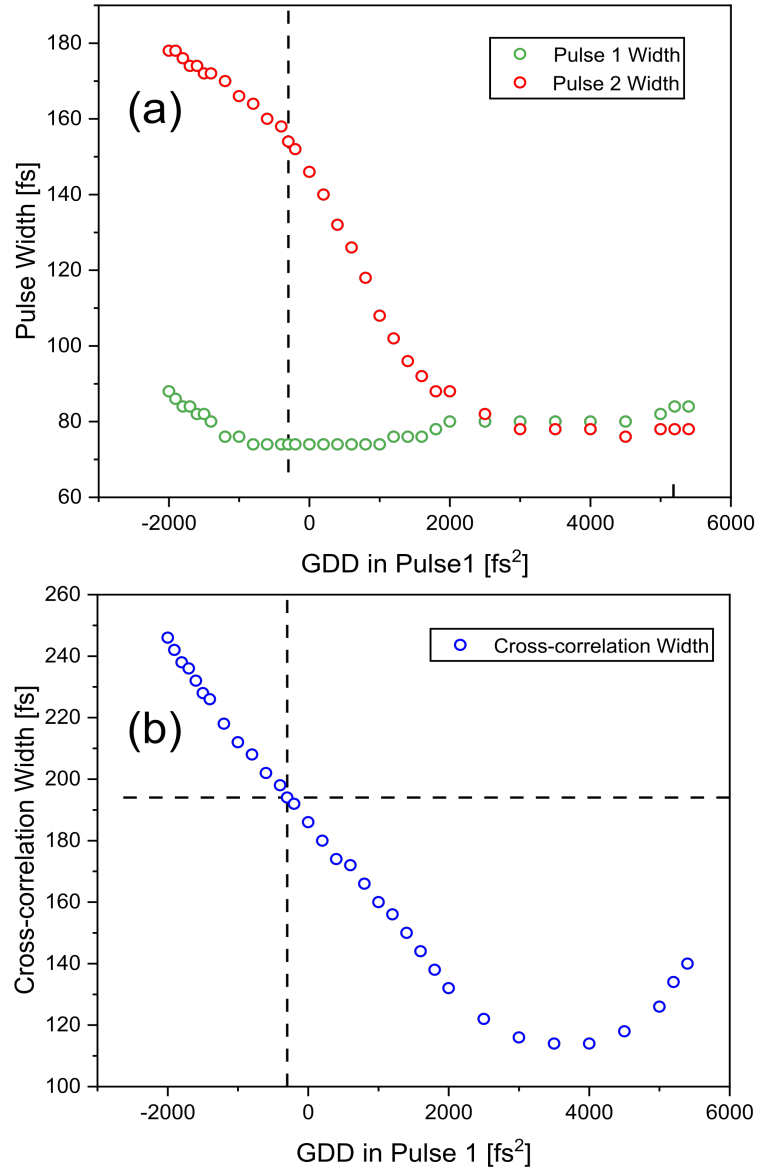 180
160
140
120
100
80
60
Pulse Width [fs]
(a)
Pulse 1 Width
Pulse 2 Width
-2000
0
2000
4000
6000
GDD in Pulse1 [fs²]
260
240
220
200
180
160
140
120
100
Cross-correlation Width [fs]
(b)
Cross-correlation Width
-2000
0
2000
4000
6000
GDD in Pulse 1 [fs²]